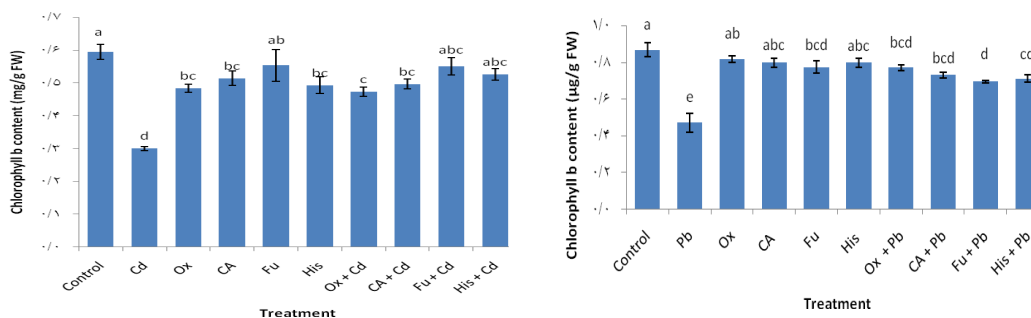 Chlorophyll b content (mg/g FW)
۰/۷
۰/۶
۰/۵
۰/۴
۰/۳
۰/۲
۰/۱
۰/۰
a
d
bc
bc
ab
bc
c
bc
abc
abc
Control
Cd
Ox
CA
Fu
His
Ox + Cd
CA + Cd
Fu + Cd
His + Cd
Treatment
Chlorophyll b content (µg/g FW)
۱/۰
۰/۸
۰/۶
۰/۴
۰/۲
۰/۰
a
e
ab
abc
bcd
abc
bcd
bcd
d
cd
Control
Pb
Ox
CA
Fu
His
Ox + Pb
CA + Pb
Fu + Pb
His + Pb
Treatment